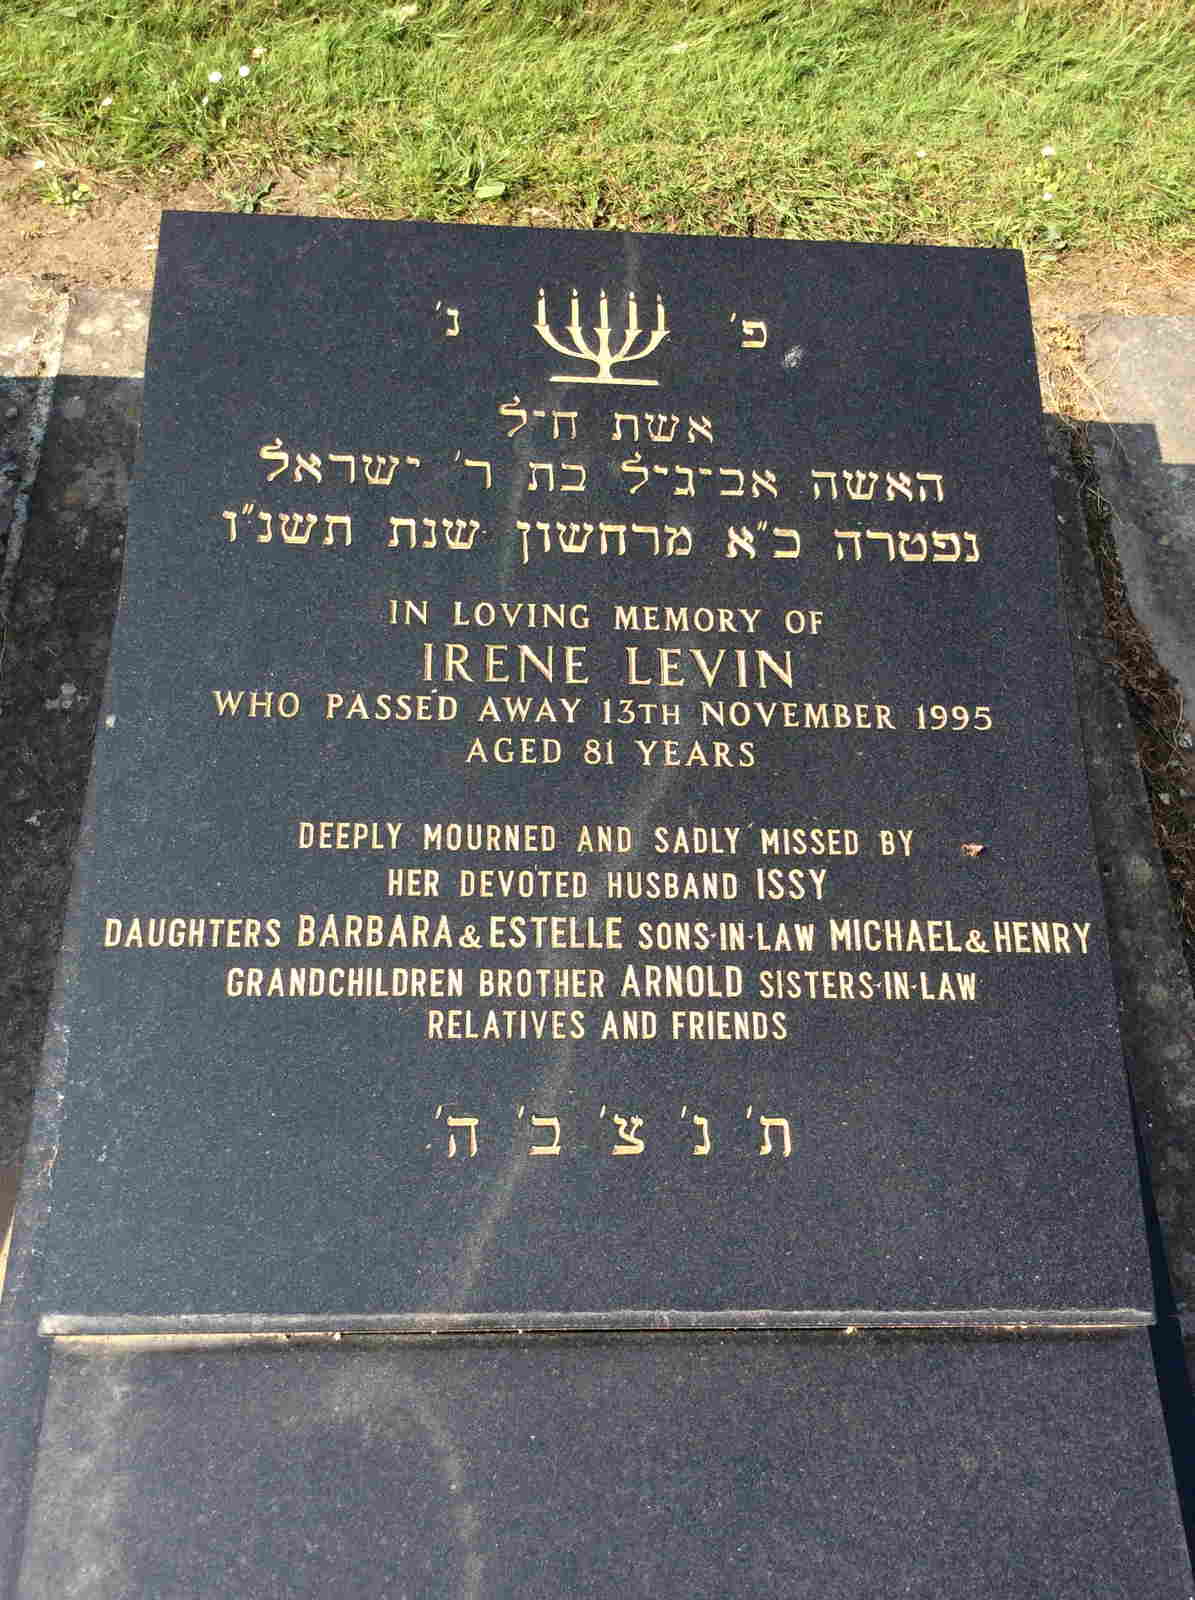 פ' נ'
אשת חיל
האשה אביגיל בת ר' ישראל
נפטרה כ"א מרחשון שנת תשנ"ו
IN LOVING MEMORY OF
IRENE LEVIN
WHO PASSED AWAY 13TH NOVEMBER 1995
AGED 81 YEARS
DEEPLY MOURNED AND SADLY MISSED BY
HER DEVOTED HUSBAND ISSY
DAUGHTERS BARBARA & ESTELLE SONS-IN-LAW MICHAEL & HENRY
GRANDCHILDREN BROTHER ARNOLD SISTERS-IN-LAW
RELATIVES AND FRIENDS
ת' נ' צ' ב' ה'